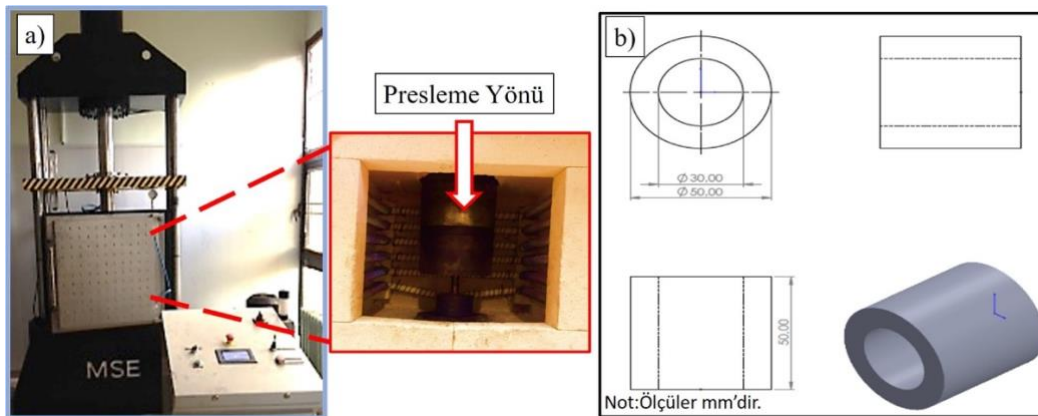 a)
MSE
Presleme Yönü
b)
Ø 30.00
Ø 50.00
50.00
Not:Ölçüler mm’dir.